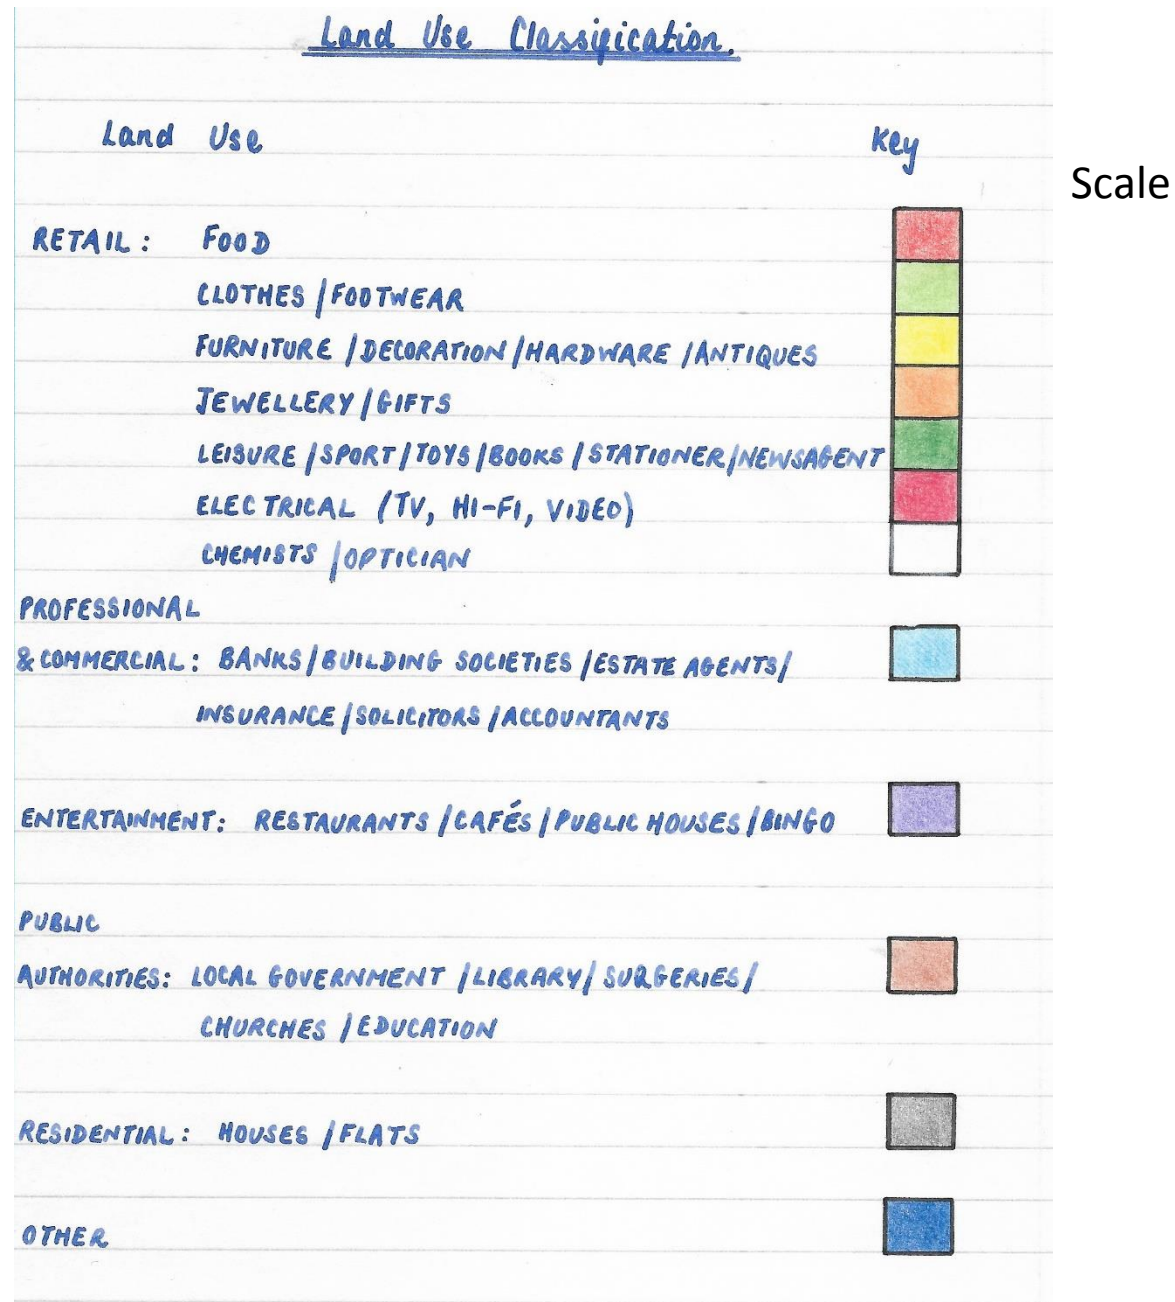 Land Use Classification.
Land Use Key
Scale
RETAIL: FOOD
CLOTHES / FOOTWEAR
FURNITURE / DECORATION / HARDWARE / ANTIQUES
JEWELLERY / GIFTS
LEISURE / SPORT / TOYS / BOOKS / STATIONER / NEWSAGENT
ELECTRICAL (TV, HI-FI, VIDEO)
CHEMISTS / OPTICIAN
PROFESSIONAL
& COMMERCIAL: BANKS / BUILDING SOCIETIES / ESTATE AGENTS /
INSURANCE / SOLICITORS / ACCOUNTANTS
ENTERTAINMENT: RESTAURANTS / CAFÉS / PUBLIC HOUSES / BINGO
PUBLIC
AUTHORITIES: LOCAL GOVERNMENT / LIBRARY / SURGERIES /
CHURCHES / EDUCATION
RESIDENTIAL: HOUSES / FLATS
OTHER